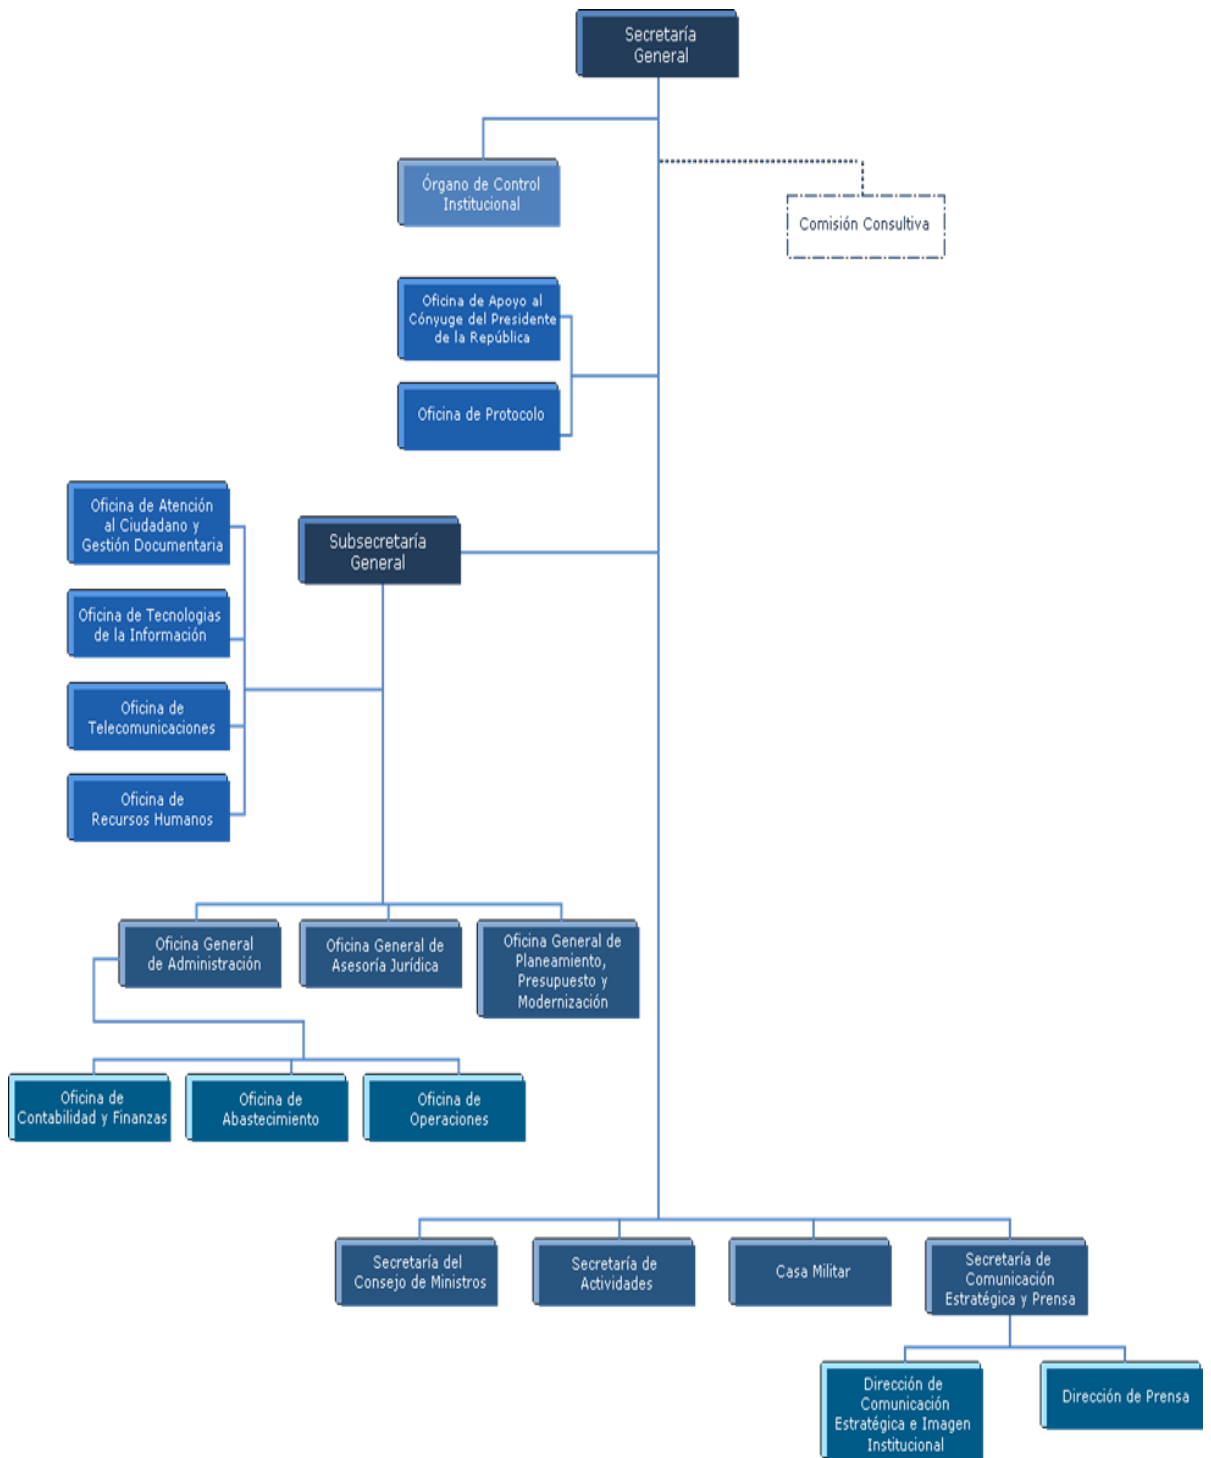 Secretaría
General
Órgano de Control
Institucional
Comisión Consultiva
Oficina de Apoyo al
Cónyuge del Presidente
de la República
Oficina de Protocolo
Oficina de Atención
al Ciudadano y
Gestión Documentaria
Subsecretaría
General
Oficina de Tecnologias
de la Información
Oficina de
Telecomunicaciones
Oficina de
Recursos Humanos
Oficina General
de Administración
Oficina General de
Asesoría Jurídica
Oficina General de
Planeamiento,
Presupuesto y
Modernización
Oficina de
Contabilidad y Finanzas
Oficina de
Abastecimiento
Oficina de
Operaciones
Secretaría del
Consejo de Ministros
Secretaría de
Actividades
Casa Militar
Secretaría de
Comunicación
Estratégica y Prensa
Dirección de
Comunicación
Estratégica e Imagen
Institucional
Dirección de Prensa